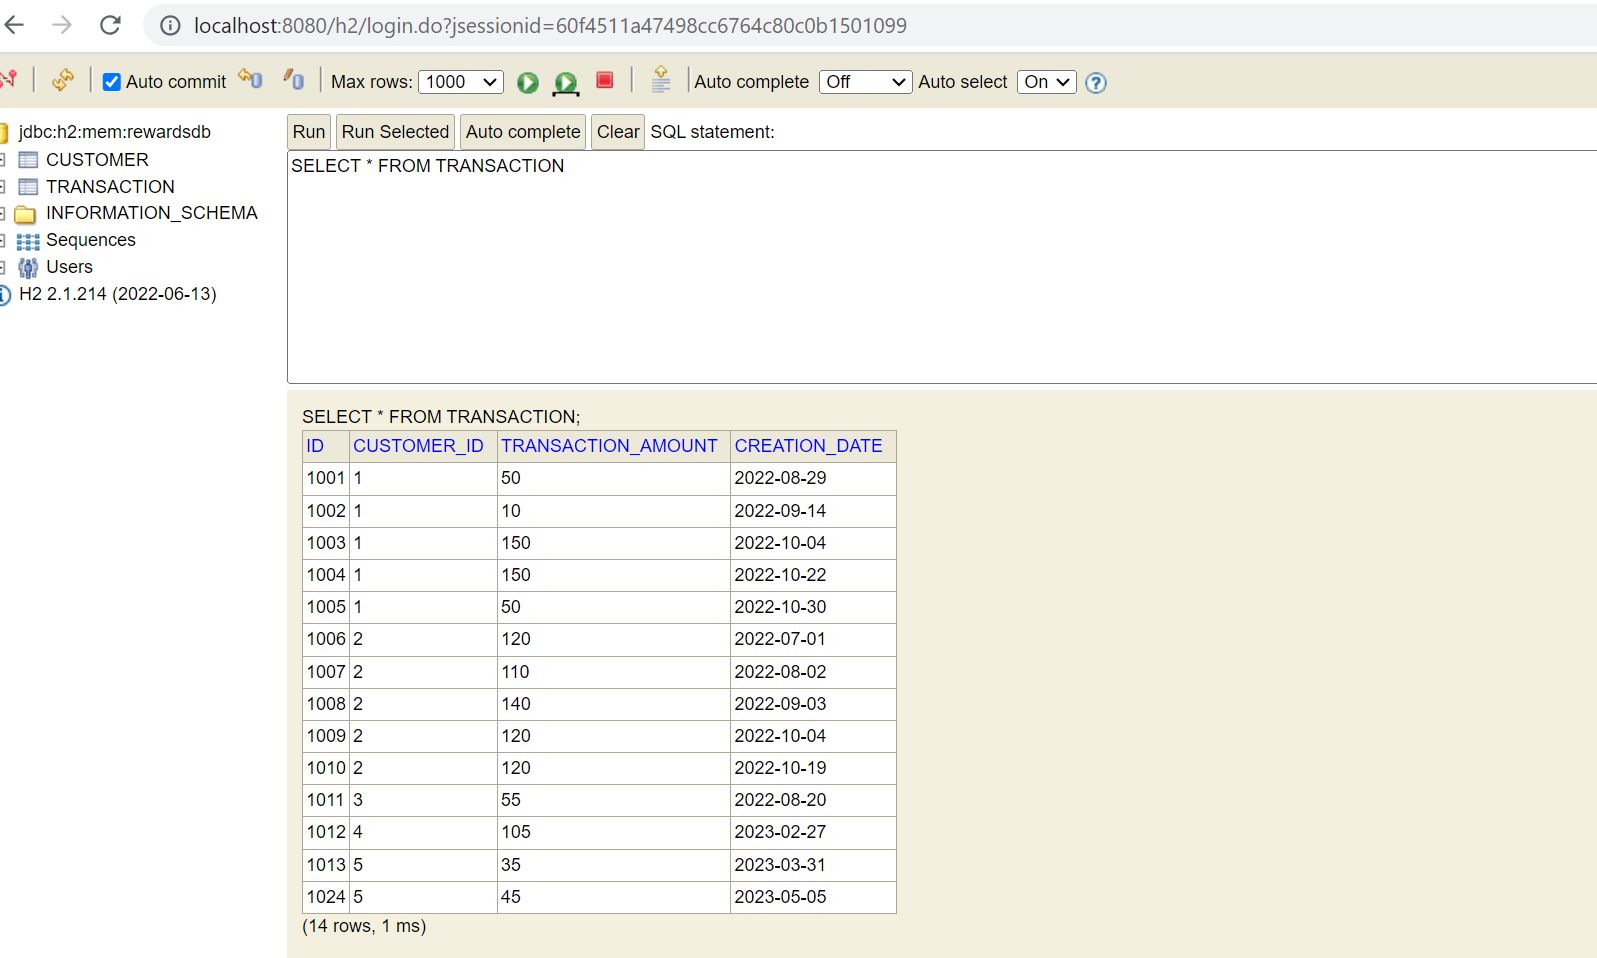 localhost:8080/h2/login.do?jsessionid=60f4511a47498cc6764c80c0b1501099
Auto commit Max rows: 1000 Auto complete Off Auto select On
jdbc:h2:mem:rewardsdb
CUSTOMER
TRANSACTION
INFORMATION_SCHEMA
Sequences
Users
H2 2.1.214 (2022-06-13)
Run Run Selected Auto complete Clear SQL statement:
SELECT * FROM TRANSACTION
SELECT * FROM TRANSACTION;
ID CUSTOMER_ID TRANSACTION_AMOUNT CREATION_DATE
1001 1 50 2022-08-29
1002 1 10 2022-09-14
1003 1 150 2022-10-04
1004 1 150 2022-10-22
1005 1 50 2022-10-30
1006 2 120 2022-07-01
1007 2 110 2022-08-02
1008 2 140 2022-09-03
1009 2 120 2022-10-04
1010 2 120 2022-10-19
1011 3 55 2022-08-20
1012 4 105 2023-02-27
1013 5 35 2023-03-31
1024 5 45 2023-05-05
(14 rows, 1 ms)